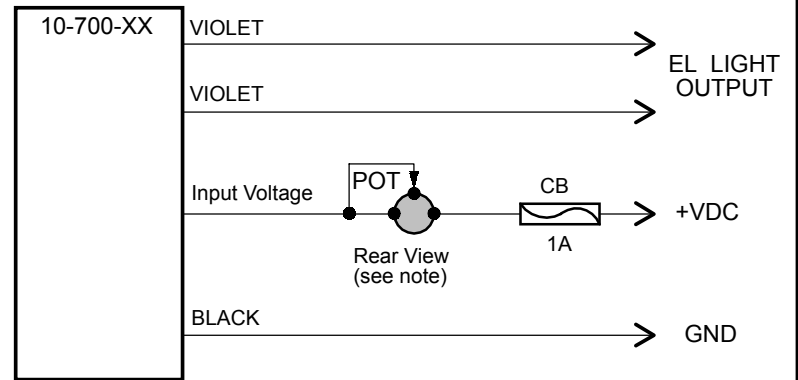 10-700-XX
VIOLET
EL LIGHT
OUTPUT
VIOLET
Input Voltage
POT
CB
+VDC
1A
Rear View
(see note)
BLACK
GND